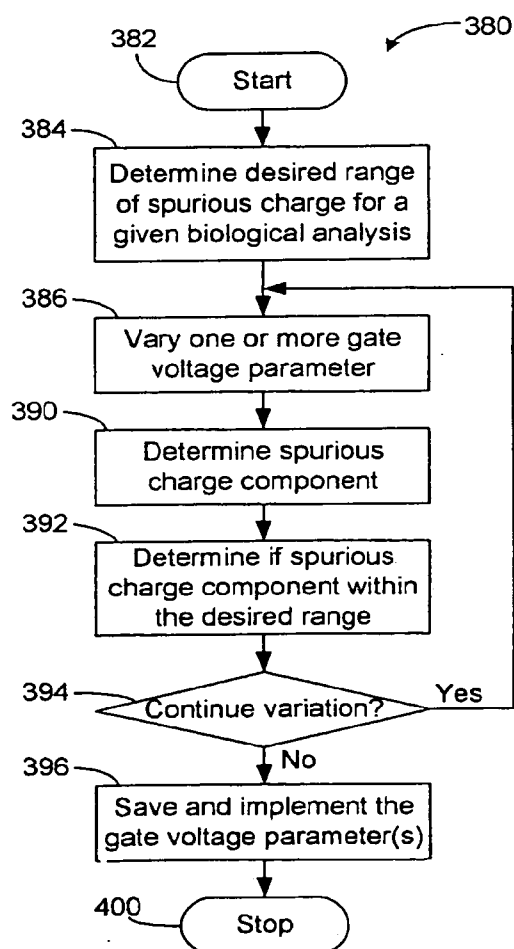 380
382
Start
384
Determine desired range
of spurious charge for a
given biological analysis
386
Vary one or more gate
voltage parameter
390
Determine spurious
charge component
392
Determine if spurious
charge component within
the desired range
394
Continue variation?
Yes
No
396
Save and implement the
gate voltage parameter(s)
400
Stop